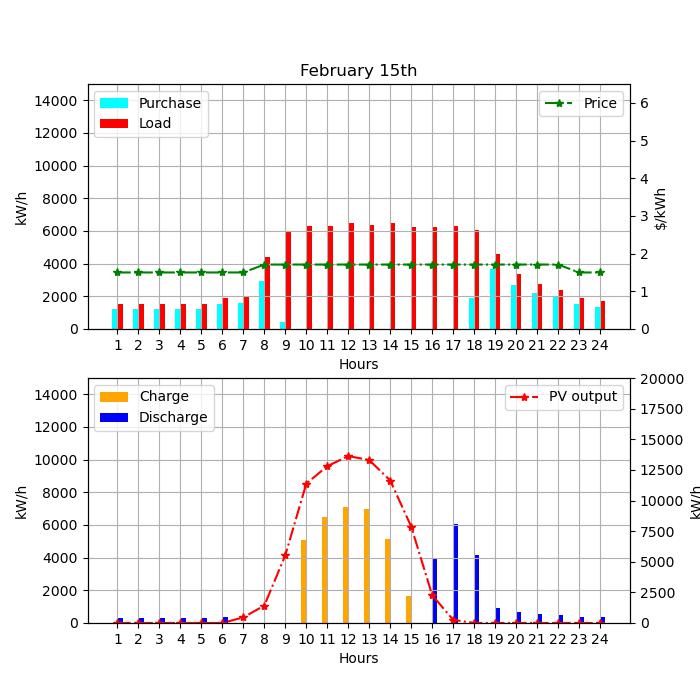 February 15th
14000
12000
10000
8000
6000
4000
2000
0
kW/h
Purchase
Load
Price
6
5
4
3
2
1
0
$/kWh
1 2 3 4 5 6 7 8 9 10 11 12 13 14 15 16 17 18 19 20 21 22 23 24
Hours
14000
12000
10000
8000
6000
4000
2000
0
kW/h
Charge
Discharge
PV output
20000
17500
15000
12500
10000
7500
5000
2500
0
kW/h
1 2 3 4 5 6 7 8 9 10 11 12 13 14 15 16 17 18 19 20 21 22 23 24
Hours